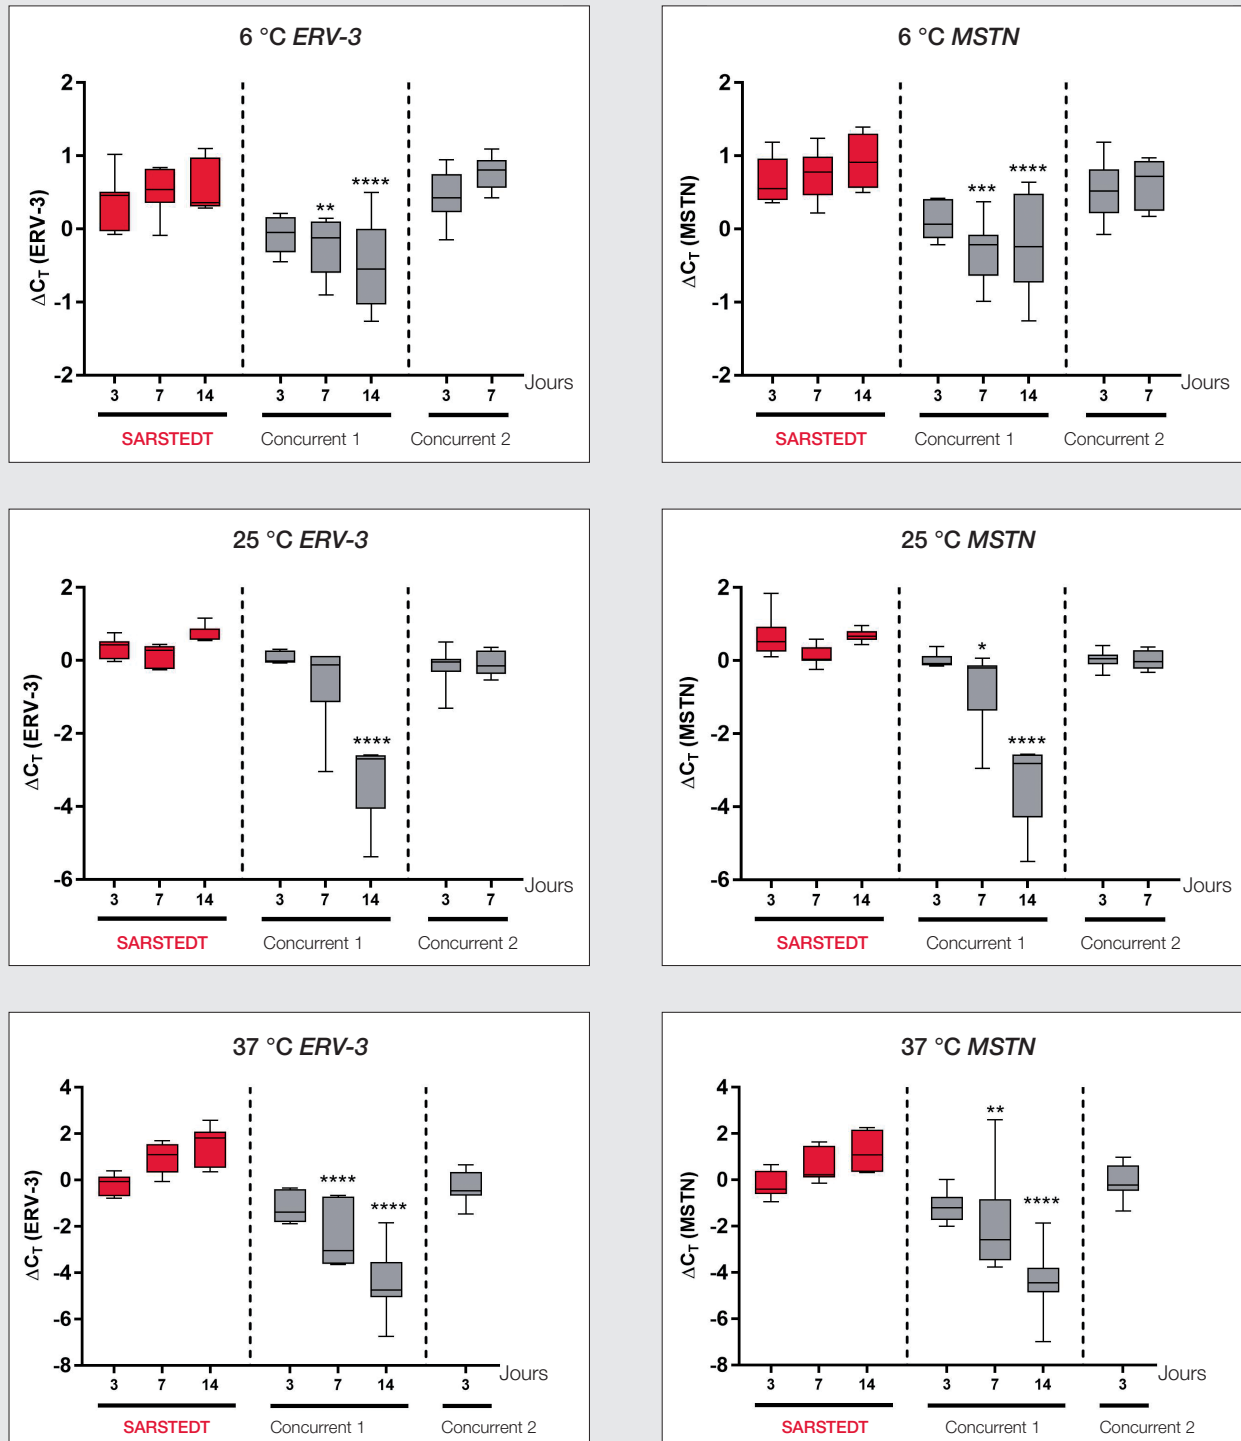 6 °C ERV-3
2
1
0
-1
-2
ΔCT (ERV-3)
**
****
3 7 14 3 7 14 3 7
Jours
SARSTEDT Concurrent 1 Concurrent 2
6 °C MSTN
2
1
0
-1
-2
ΔCT (MSTN)
***
****
3 7 14 3 7 14 3 7
Jours
SARSTEDT Concurrent 1 Concurrent 2
25 °C ERV-3
2
0
-2
-4
-6
ΔCT (ERV-3)
****
3 7 14 3 7 14 3 7
Jours
SARSTEDT Concurrent 1 Concurrent 2
25 °C MSTN
2
0
-2
-4
-6
ΔCT (MSTN)
*
****
3 7 14 3 7 14 3 7
Jours
SARSTEDT Concurrent 1 Concurrent 2
37 °C ERV-3
4
2
0
-2
-4
-6
-8
ΔCT (ERV-3)
****
****
3 7 14 3 7 14 3
Jours
SARSTEDT Concurrent 1 Concurrent 2
37 °C MSTN
4
2
0
-2
-4
-6
-8
ΔCT (MSTN)
**
****
3 7 14 3 7 14 3
Jours
SARSTEDT Concurrent 1 Concurrent 2